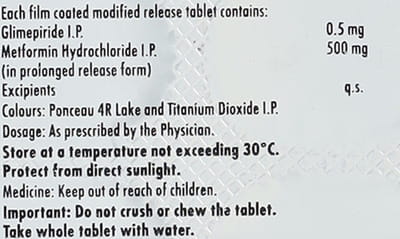 Each film coated modified release tablet contains:
Glimepiride I.P. 0.5 mg
Metformin Hydrochloride I.P. 500 mg
(in prolonged release form)
Excipients q.s.
Colours: Ponceau 4R Lake and Titanium Dioxide I.P.
Dosage: As prescribed by the Physician.
Store at a temperature not exceeding 30°C.
Protect from direct sunlight.
Medicine: Keep out of reach of children.
Important: Do not crush or chew the tablet.
Take whole tablet with water.